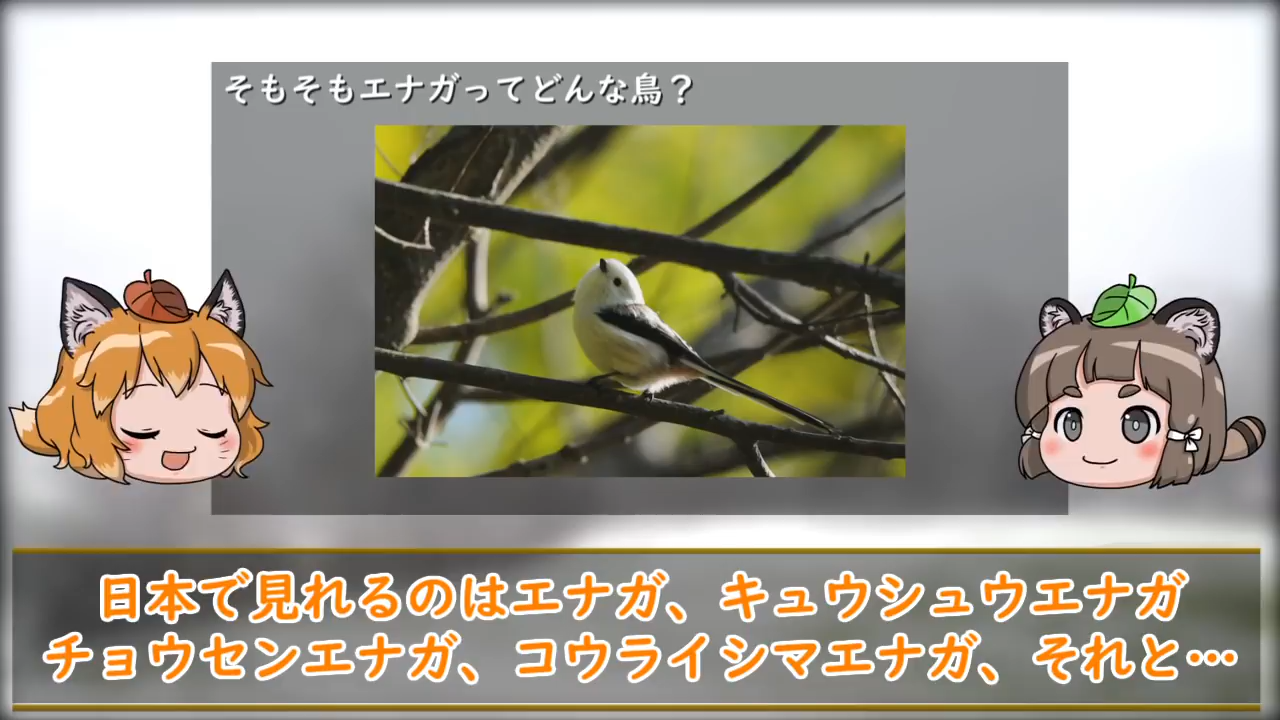 そもそもエナガってどんな鳥？
日本で見れるのはエナガ、キュウシュウエナガ
チョウセンエナガ、コウライシマエナガ、それと…